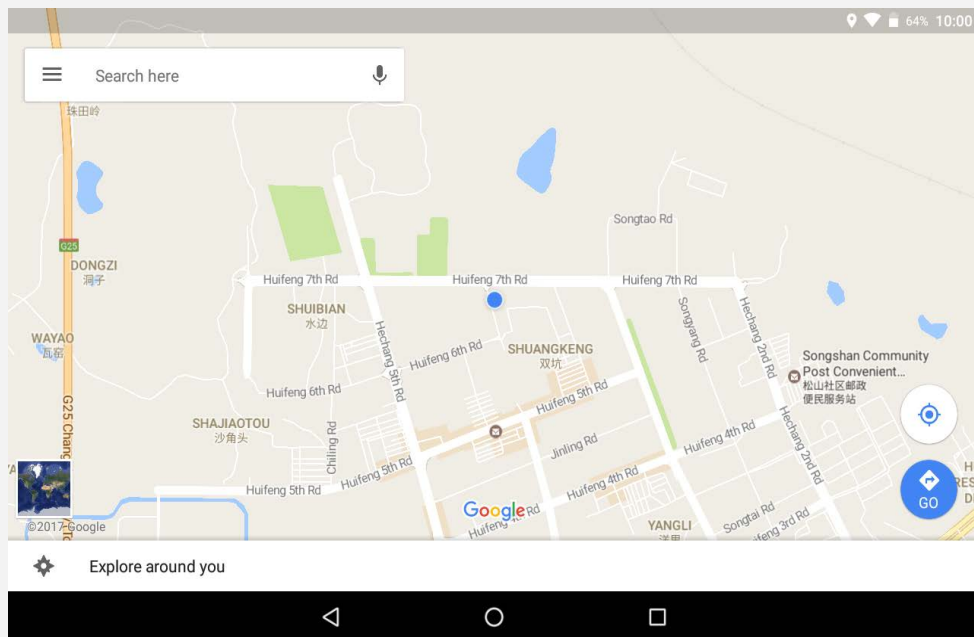 64% 10:00
Search here
珠田岭
G25
Songtao Rd
DONGZI
洞子
Huifeng 7th Rd
Huifeng 7th Rd
Huifeng 7th Rd
SHUIBIAN
水边
Hechang 5th Rd
Songyang Rd
Hechang 2nd Rd
WAYAO
瓦窑
Huifeng 6th Rd
SHUANGKENG
双坑
Songshan Community
Post Convenient...
松山社区邮政
便民服务站
Huifeng 6th Rd
Huifeng 5th Rd
G25 Chang
SHAJIAOTOU
沙角头
Chiling Rd
Jinling Rd
Huifeng 4th Rd
Hechang 2nd Rd
Huifeng 5th Rd
Huifeng 5th Rd
Huifeng 4th Rd
GO
Google
Huifeng Rd
YANGLI
Songtai Rd
feng 3rd Rd
©2017 Google
Explore around you